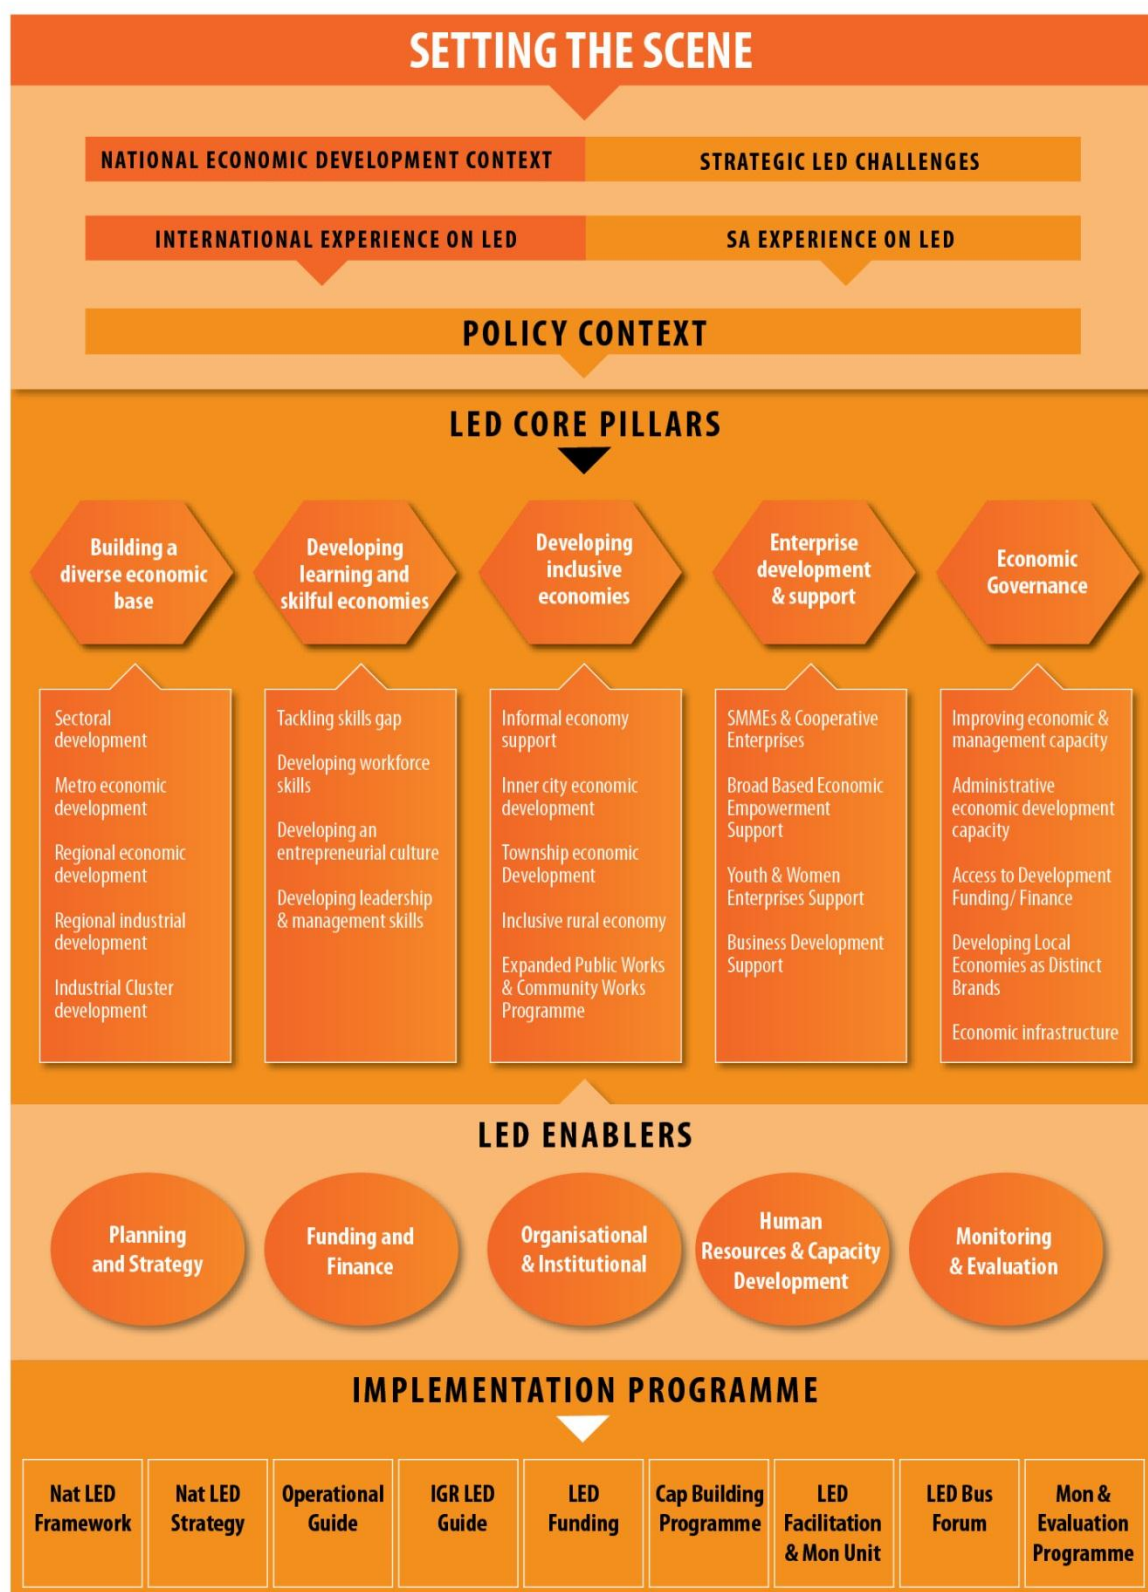 SETTING THE SCENE
NATIONAL ECONOMIC DEVELOPMENT CONTEXT
STRATEGIC LED CHALLENGES
INTERNATIONAL EXPERIENCE ON LED
SA EXPERIENCE ON LED
POLICY CONTEXT
LED CORE PILLARS
Building a
diverse economic
base
Developing
learning and
skilful economies
Developing
inclusive
economies
Enterprise
development
& support
Economic
Governance
Sectoral
development
Metro economic
development
Regional economic
development
Regional industrial
development
Industrial Cluster
development
Tackling skills gap
Developing workforce
skills
Developing an
entrepreneurial culture
Developing leadership
& management skills
Informal economy
support
Inner city economic
development
Township economic
Development
Inclusive rural economy
Expanded Public Works
& Community Works
Programme
SMMEs & Cooperative
Enterprises
Broad Based Economic
Empowerment
Support
Youth & Women
Enterprises Support
Business Development
Support
Improving economic &
management capacity
Administrative
economic development
capacity
Access to Development
Funding/ Finance
Developing Local
Economies as Distinct
Brands
Economic infrastructure
LED ENABLERS
Planning
and Strategy
Funding and
Finance
Organisational
& Institutional
Human
Resources & Capacity
Development
Monitoring
& Evaluation
IMPLEMENTATION PROGRAMME
Nat LED
Framework
Nat LED
Strategy
Operational
Guide
IGR LED
Guide
LED
Funding
Cap Building
Programme
LED
Facilitation
& Mon Unit
LED Bus
Forum
Mon &
Evaluation
Programme